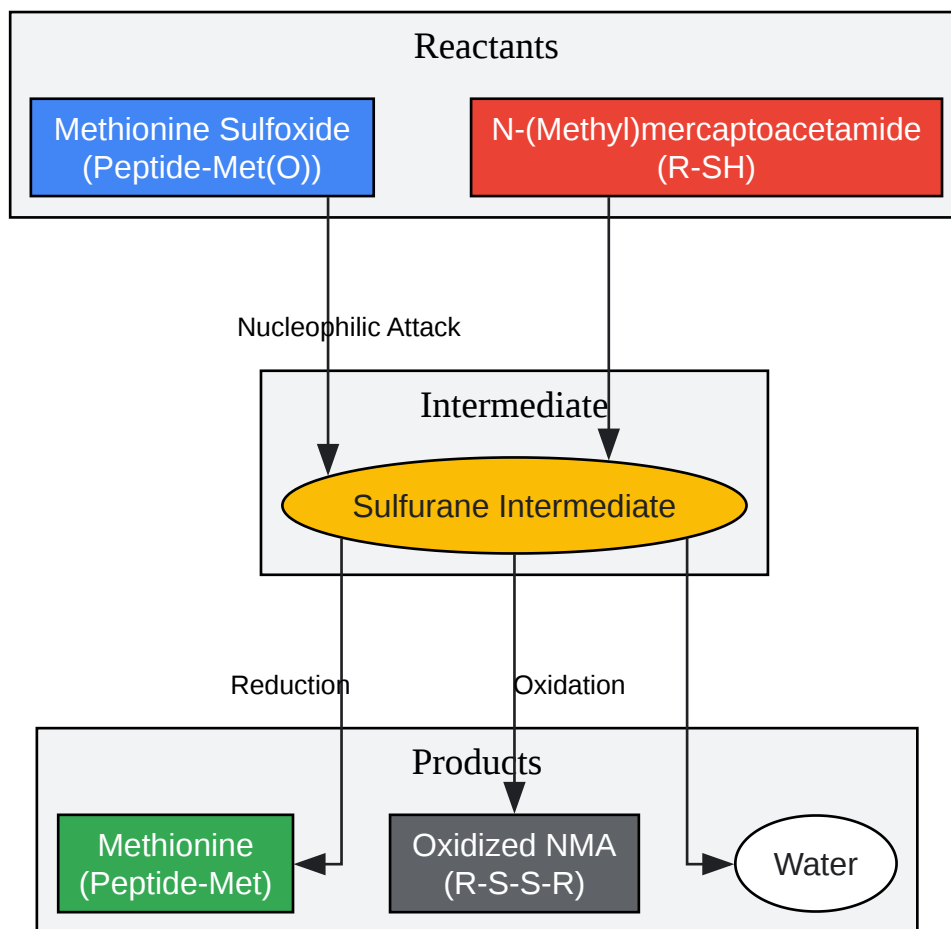 Reactants
Methionine Sulfoxide
(Peptide-Met(O))
N-(Methyl)mercaptoacetamide
(R-SH)
Nucleophilic Attack
Intermediate
Sulfurane Intermediate
Reduction
Oxidation
Products
Methionine
(Peptide-Met)
Oxidized NMA
(R-S-S-R)
Water